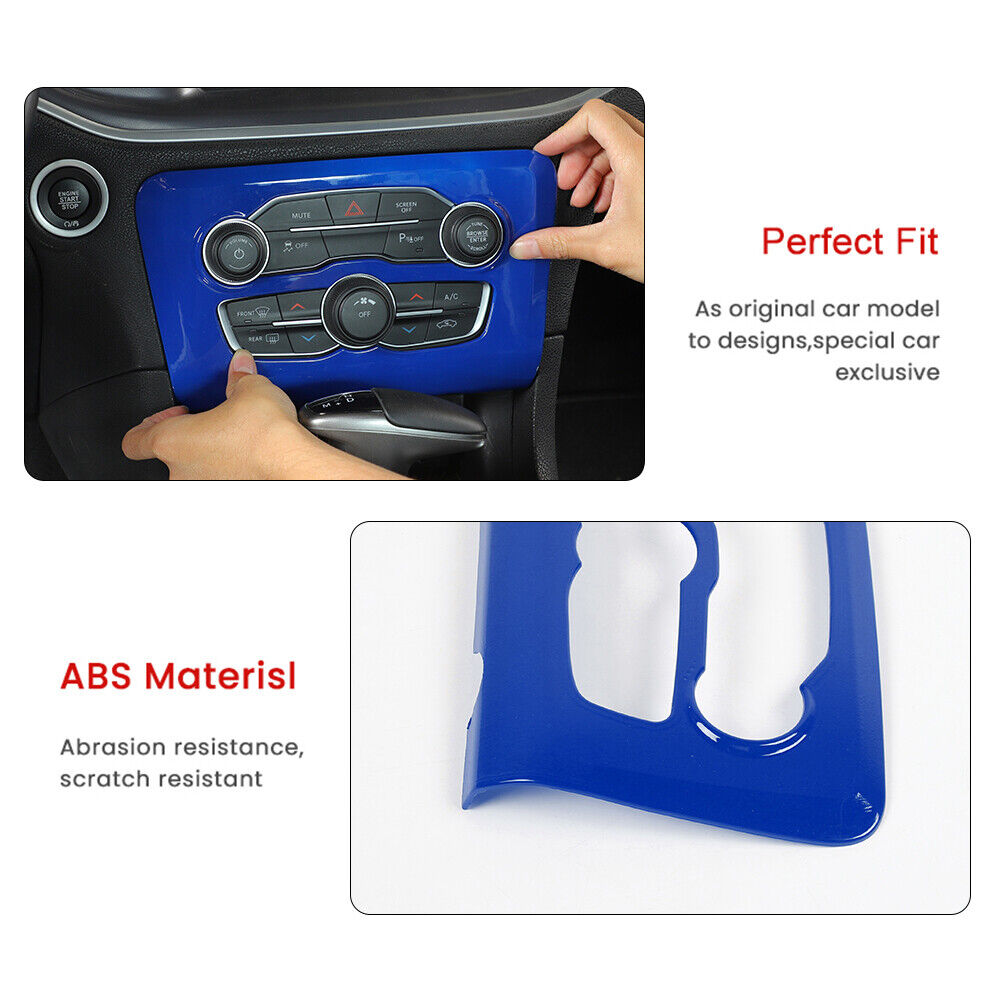 ENGINE
START
STOP
MUTE
SCREEN
OFF
VOLUME
OFF
P OFF
TUNE
BROWSE
ENTER
SCROLL
FRONT
A/C
OFF
REAR
M + D
Perfect Fit
As original car model
to designs,special car
exclusive
ABS Materisl
Abrasion resistance,
scratch resistant